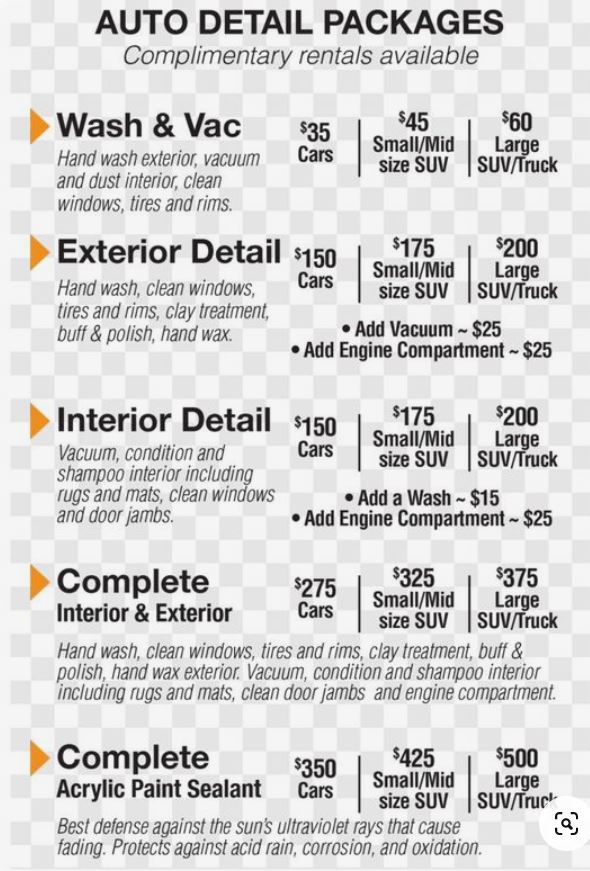 AUTO DETAIL PACKAGES
Complimentary rentals available
Wash & Vac
Hand wash exterior, vacuum
and dust interior, clean
windows, tires and rims.
$35
Cars
$45
Small/Mid
size SUV
$60
Large
SUV/Truck
Exterior Detail
Hand wash, clean windows,
tires and rims, clay treatment,
buff & polish, hand wax.
$150
Cars
$175
Small/Mid
size SUV
$200
Large
SUV/Truck
• Add Vacuum ~ $25
• Add Engine Compartment ~ $25
Interior Detail
Vacuum, condition and
shampoo interior including
rugs and mats, clean windows
and door jambs.
$150
Cars
$175
Small/Mid
size SUV
$200
Large
SUV/Truck
• Add a Wash ~ $15
• Add Engine Compartment ~ $25
Complete
Interior & Exterior
$275
Cars
$325
Small/Mid
size SUV
$375
Large
SUV/Truck
Hand wash, clean windows, tires and rims, clay treatment, buff &
polish, hand wax exterior. Vacuum, condition and shampoo interior
including rugs and mats, clean door jambs and engine compartment.
Complete
Acrylic Paint Sealant
$350
Cars
$425
Small/Mid
size SUV
$500
Large
SUV/Truck
Best defense against the sun's ultraviolet rays that cause
fading. Protects against acid rain, corrosion, and oxidation.